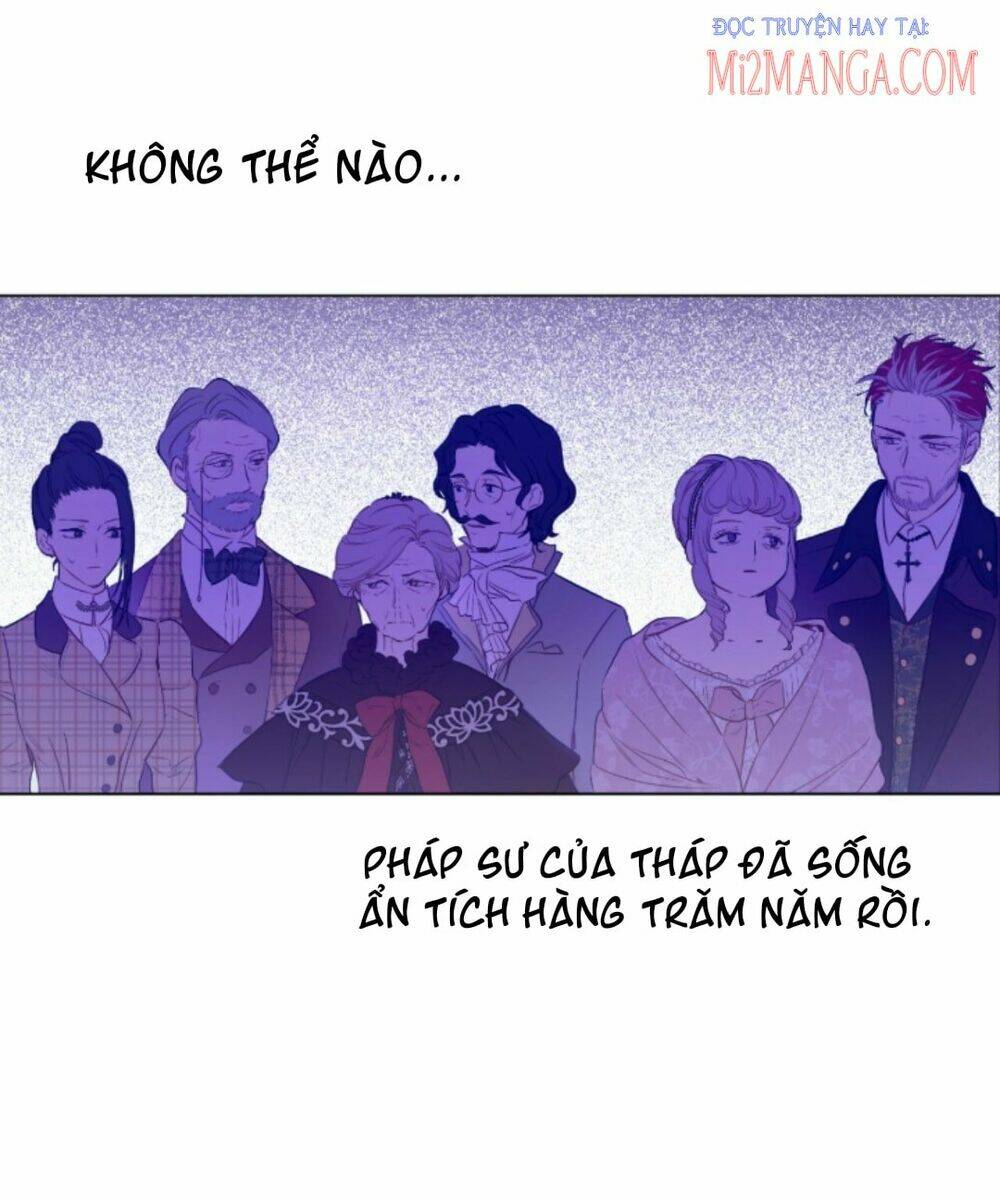 ĐỌC TRUYỆN HAY TẠI:
Mi2MANGA.COM
KHÔNG THỂ NÀO...
PHÁP SƯ CỦA THÁP ĐÃ SỐNG
ẨN TÍCH HÀNG TRĂM NĂM RỒI.